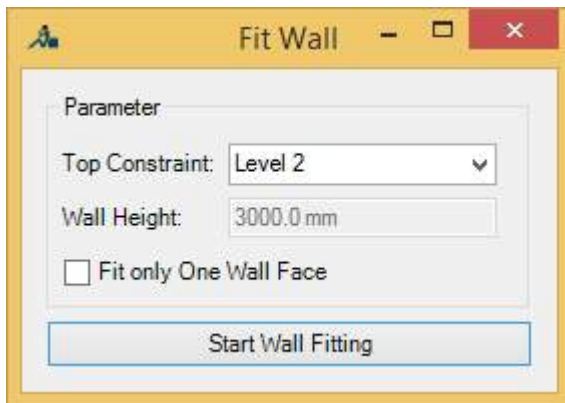 Fit Wall
Parameter
Top Constraint: Level 2
Wall Height: 3000.0 mm
Fit only One Wall Face
Start Wall Fitting